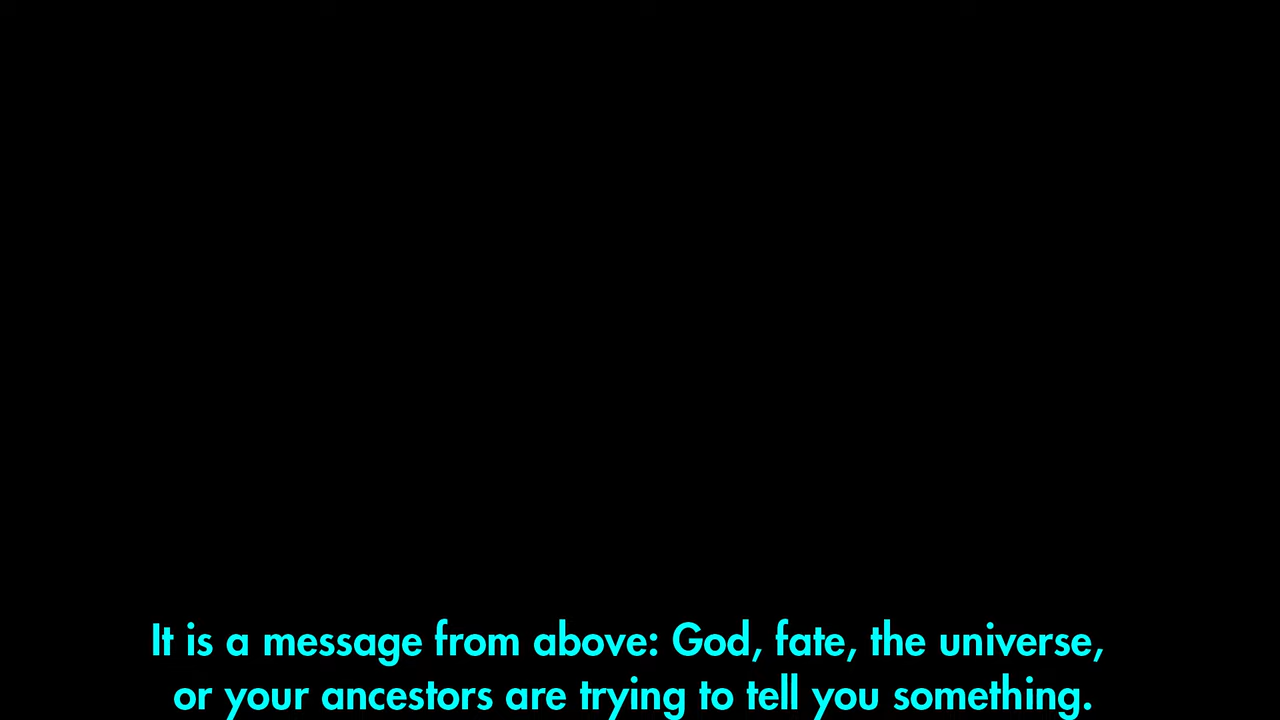 It is a message from above: God, fate, the universe,
or your ancestors are trying to tell you something.